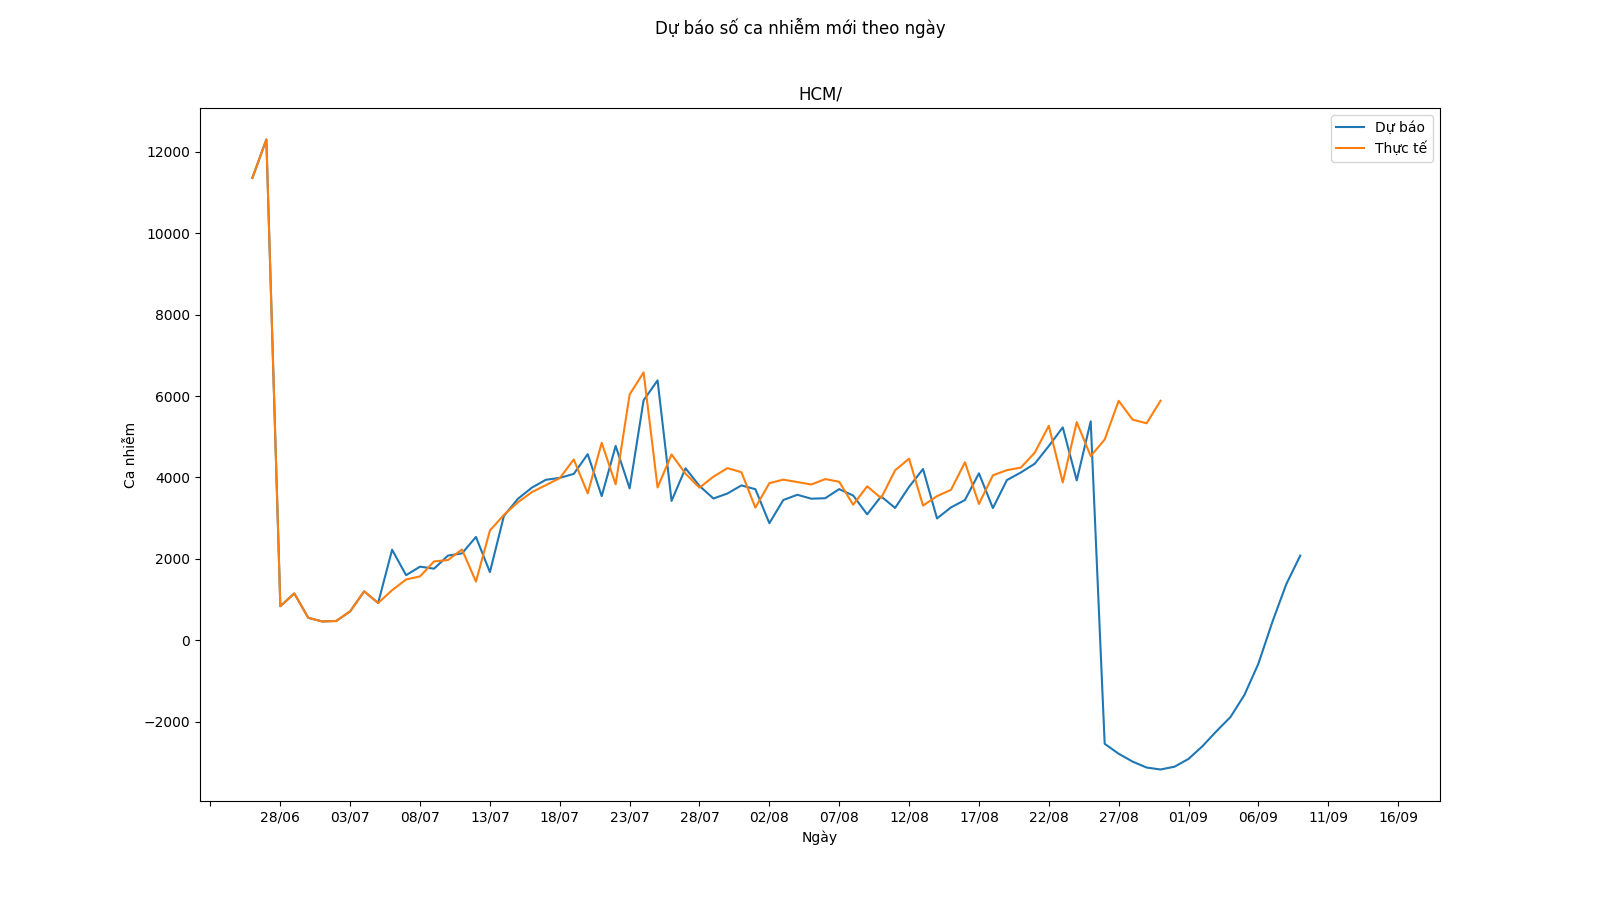 Dự báo số ca nhiễm mới theo ngày
HCM/
Dự báo
Thực tế
12000
10000
8000
6000
4000
2000
0
−2000
Ca nhiễm
28/06 03/07 08/07 13/07 18/07 23/07 28/07 02/08 07/08 12/08 17/08 22/08 27/08 01/09 06/09 11/09 16/09
Ngày